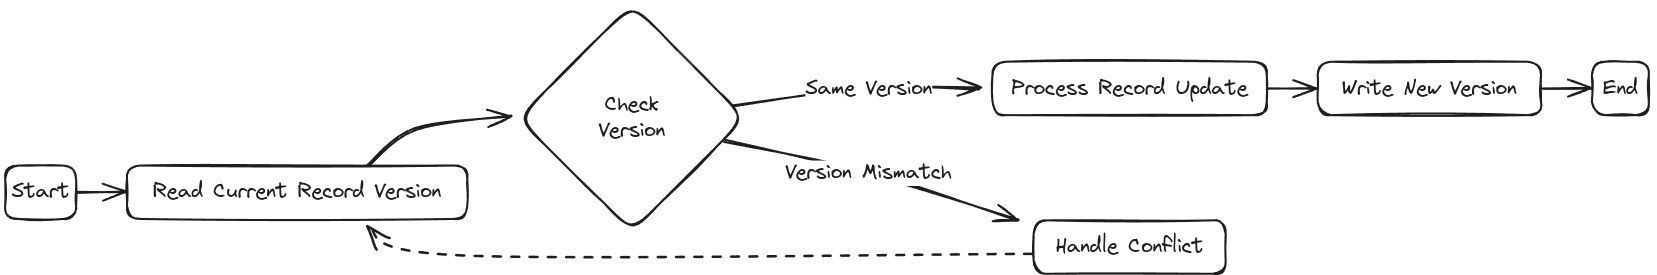 Start
Read Current Record Version
Check
Version
Same Version
Process Record Update
Write New Version
End
Version Mismatch
Handle Conflict